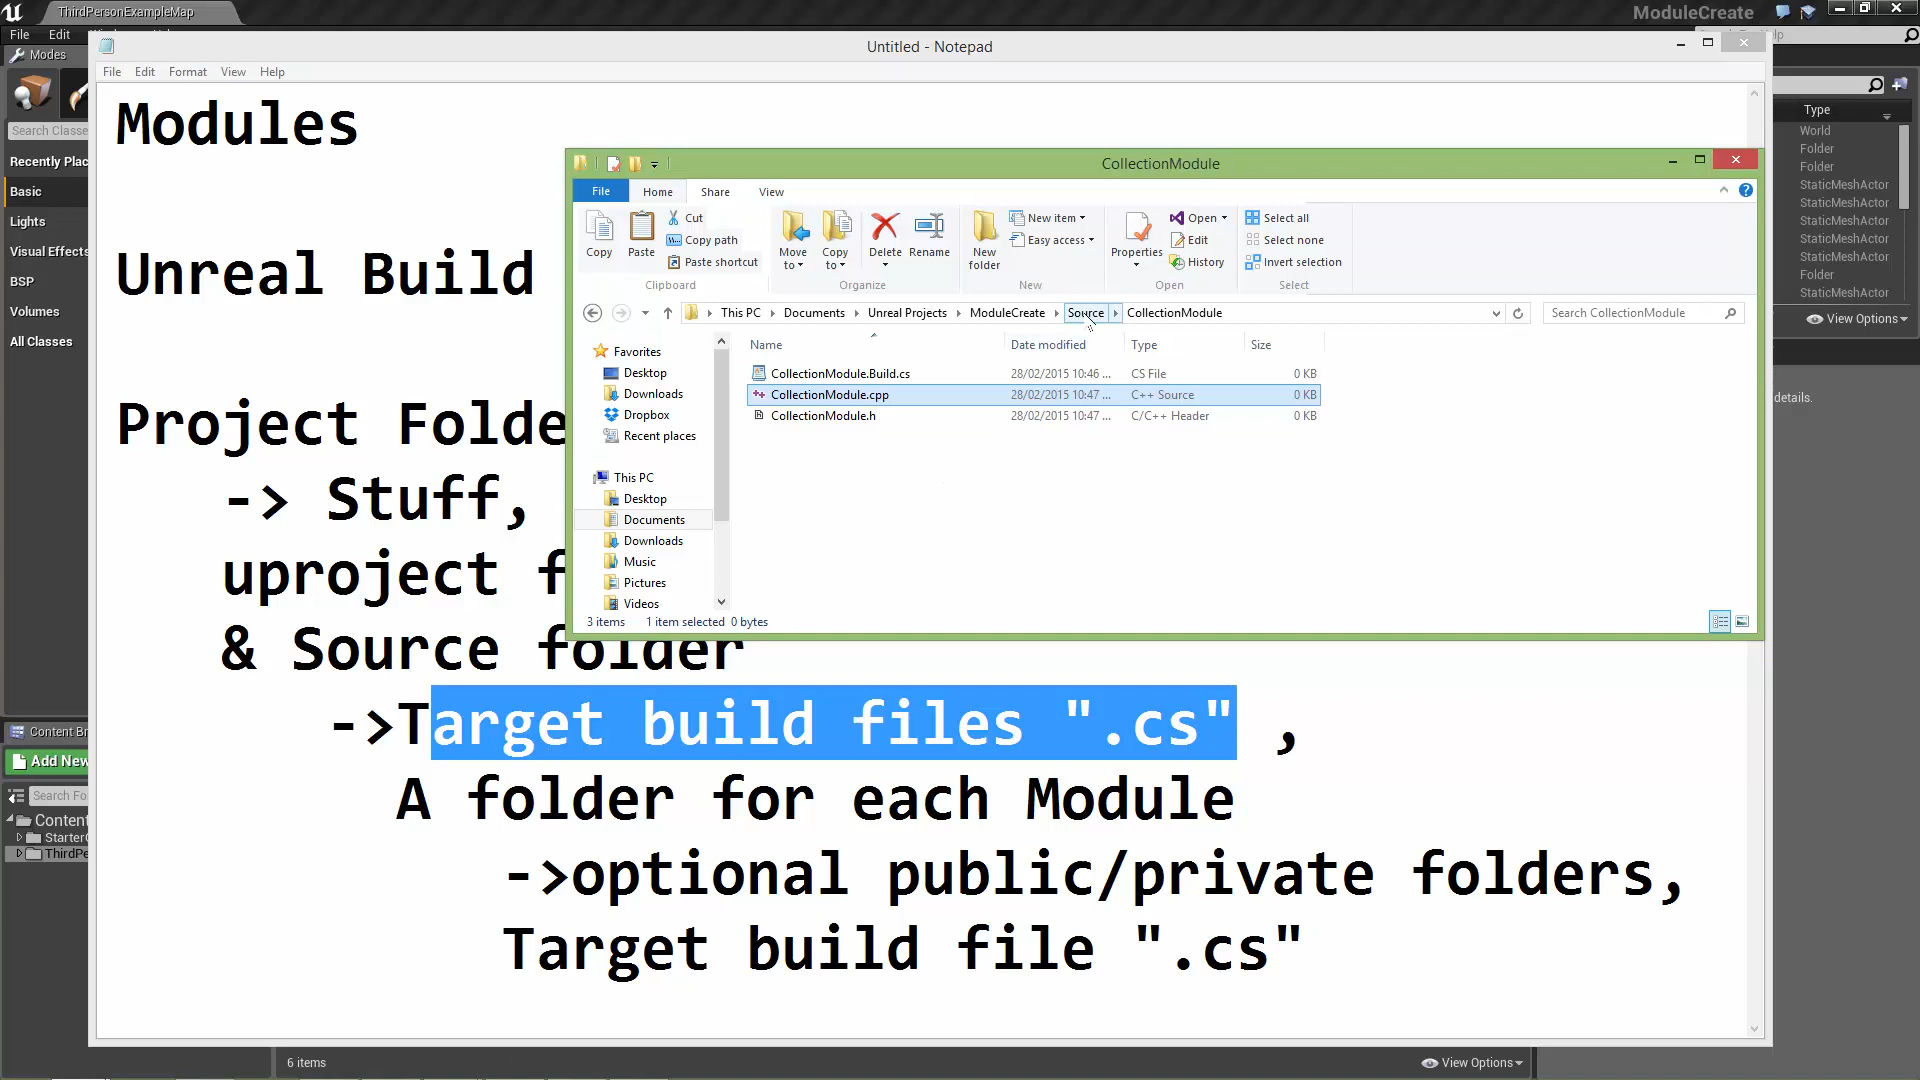 ThirdPersonExampleMap
ModuleCreate
File Edit
Untitled - Notepad
Modes
File Edit Format View Help
Search Classe
Recently Plac
Basic
Lights
Visual Effects
BSP
Volumes
All Classes
Modules
Unreal Build
Project Folde
-> Stuff,
uproject f
& Source folder
->Target build files ".cs" ,
A folder for each Module
->optional public/private folders,
Target build file ".cs"
CollectionModule
File Home Share View
Copy
Paste
Cut
Copy path
Paste shortcut
Clipboard
Move to
Copy to
Delete
Rename
Organize
New folder
New item
Easy access
New
Properties
Open
Edit
History
Open
Select all
Select none
Invert selection
Select
This PC Documents Unreal Projects ModuleCreate Source CollectionModule
Search CollectionModule
Favorites
Desktop
Downloads
Dropbox
Recent places
This PC
Desktop
Documents
Downloads
Music
Pictures
Videos
Name Date modified Type Size
CollectionModule.Build.cs 28/02/2015 10:46 ... CS File 0 KB
CollectionModule.cpp 28/02/2015 10:47 ... C++ Source 0 KB
CollectionModule.h 28/02/2015 10:47 ... C/C++ Header 0 KB
3 items 1 item selected 0 bytes
Type
World
Folder
Folder
StaticMeshActor
StaticMeshActor
StaticMeshActor
StaticMeshActor
StaticMeshActor
Folder
StaticMeshActor
View Options
details.
Content Br
Add New
Search Fo
Content
Starter
ThirdPe
6 items
View Options